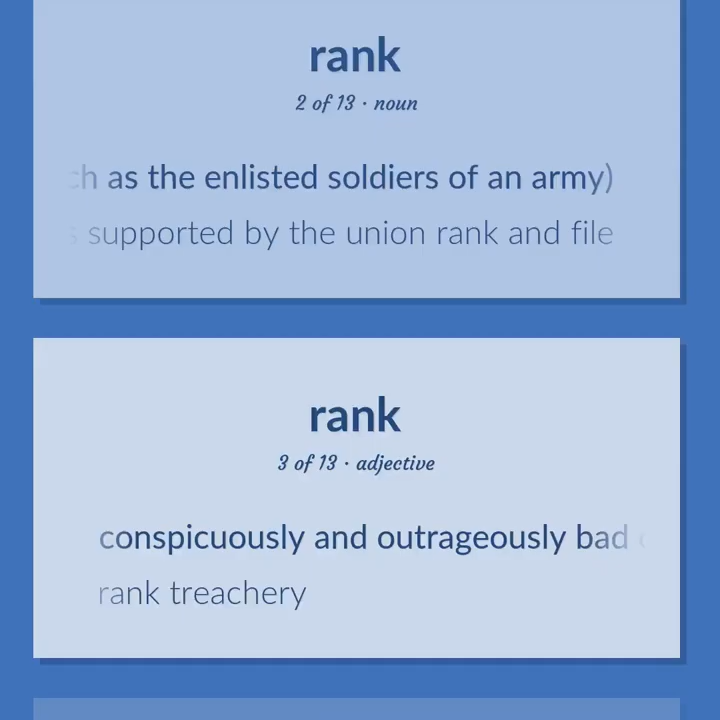 rank
2 of 13 · noun
as the enlisted soldiers of an army)
supported by the union rank and file
rank
3 of 13 · adjective
conspicuously and outrageously bad
rank treachery